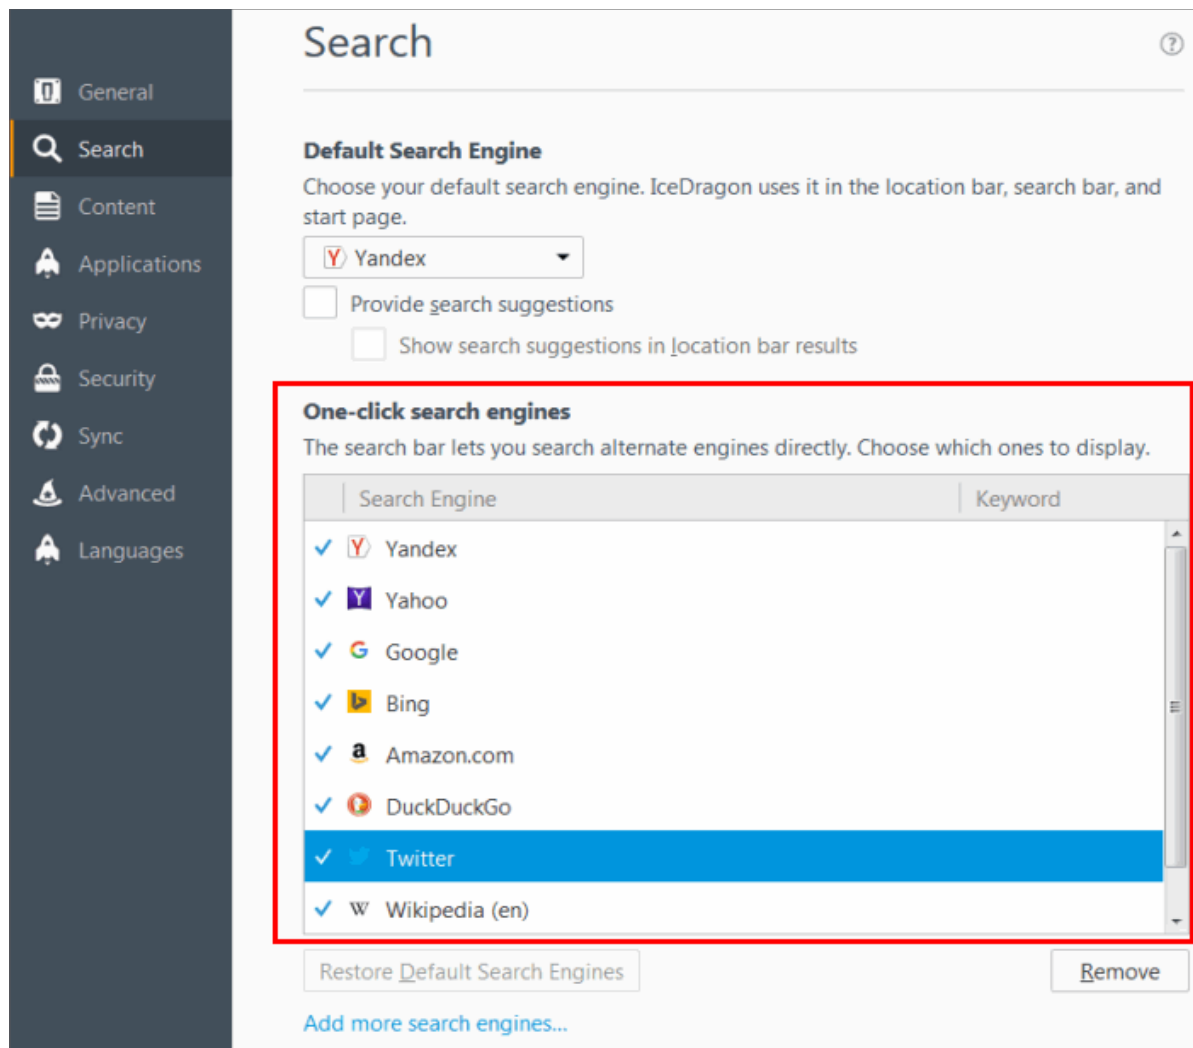 Search
General
Search
Content
Applications
Privacy
Security
Sync
Advanced
Languages
Default Search Engine
Choose your default search engine. IceDragon uses it in the location bar, search bar, and
start page.
Yandex
Provide search suggestions
Show search suggestions in location bar results
One-click search engines
The search bar lets you search alternate engines directly. Choose which ones to display.
Search Engine Keyword
Yandex
Yahoo
Google
Bing
Amazon.com
DuckDuckGo
Twitter
Wikipedia (en)
Restore Default Search Engines Remove
Add more search engines...